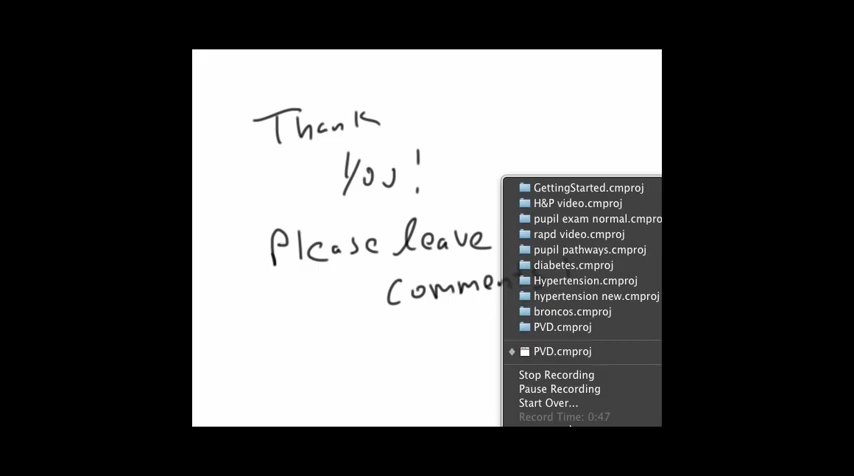 Thank
You!
Please leave
comments!
GettingStarted.cmproj
H&P video.cmproj
pupil exam normal.cmpro
rapd video.cmproj
pupil pathways.cmproj
diabetes.cmproj
Hypertension.cmproj
hypertension new.cmproj
broncos.cmproj
PVD.cmproj
PVD.cmproj
Stop Recording
Pause Recording
Start Over...
Record Time: 0:47